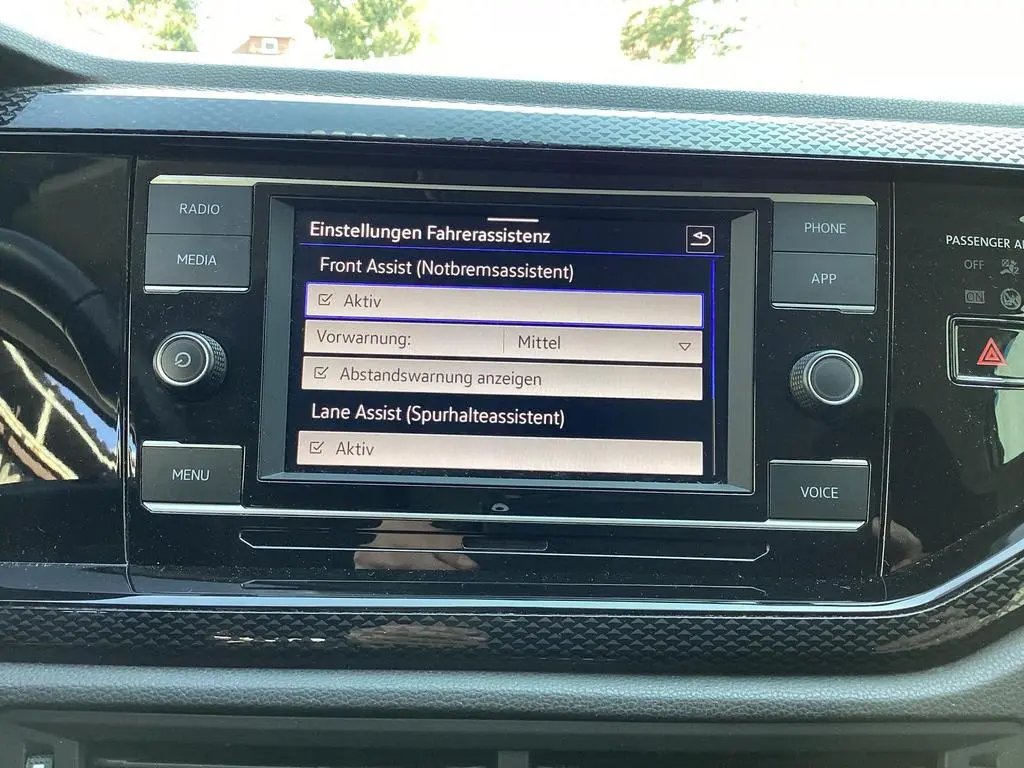 RADIO
MEDIA
MENU
Einstellungen Fahrerassistenz
Front Assist (Notbremsassistent)
Aktiv
Vorwarnung: Mittel
Abstandswarnung anzeigen
Lane Assist (Spurhalteassistent)
Aktiv
PHONE
APP
VOICE
PASSENGER
OFF
ON